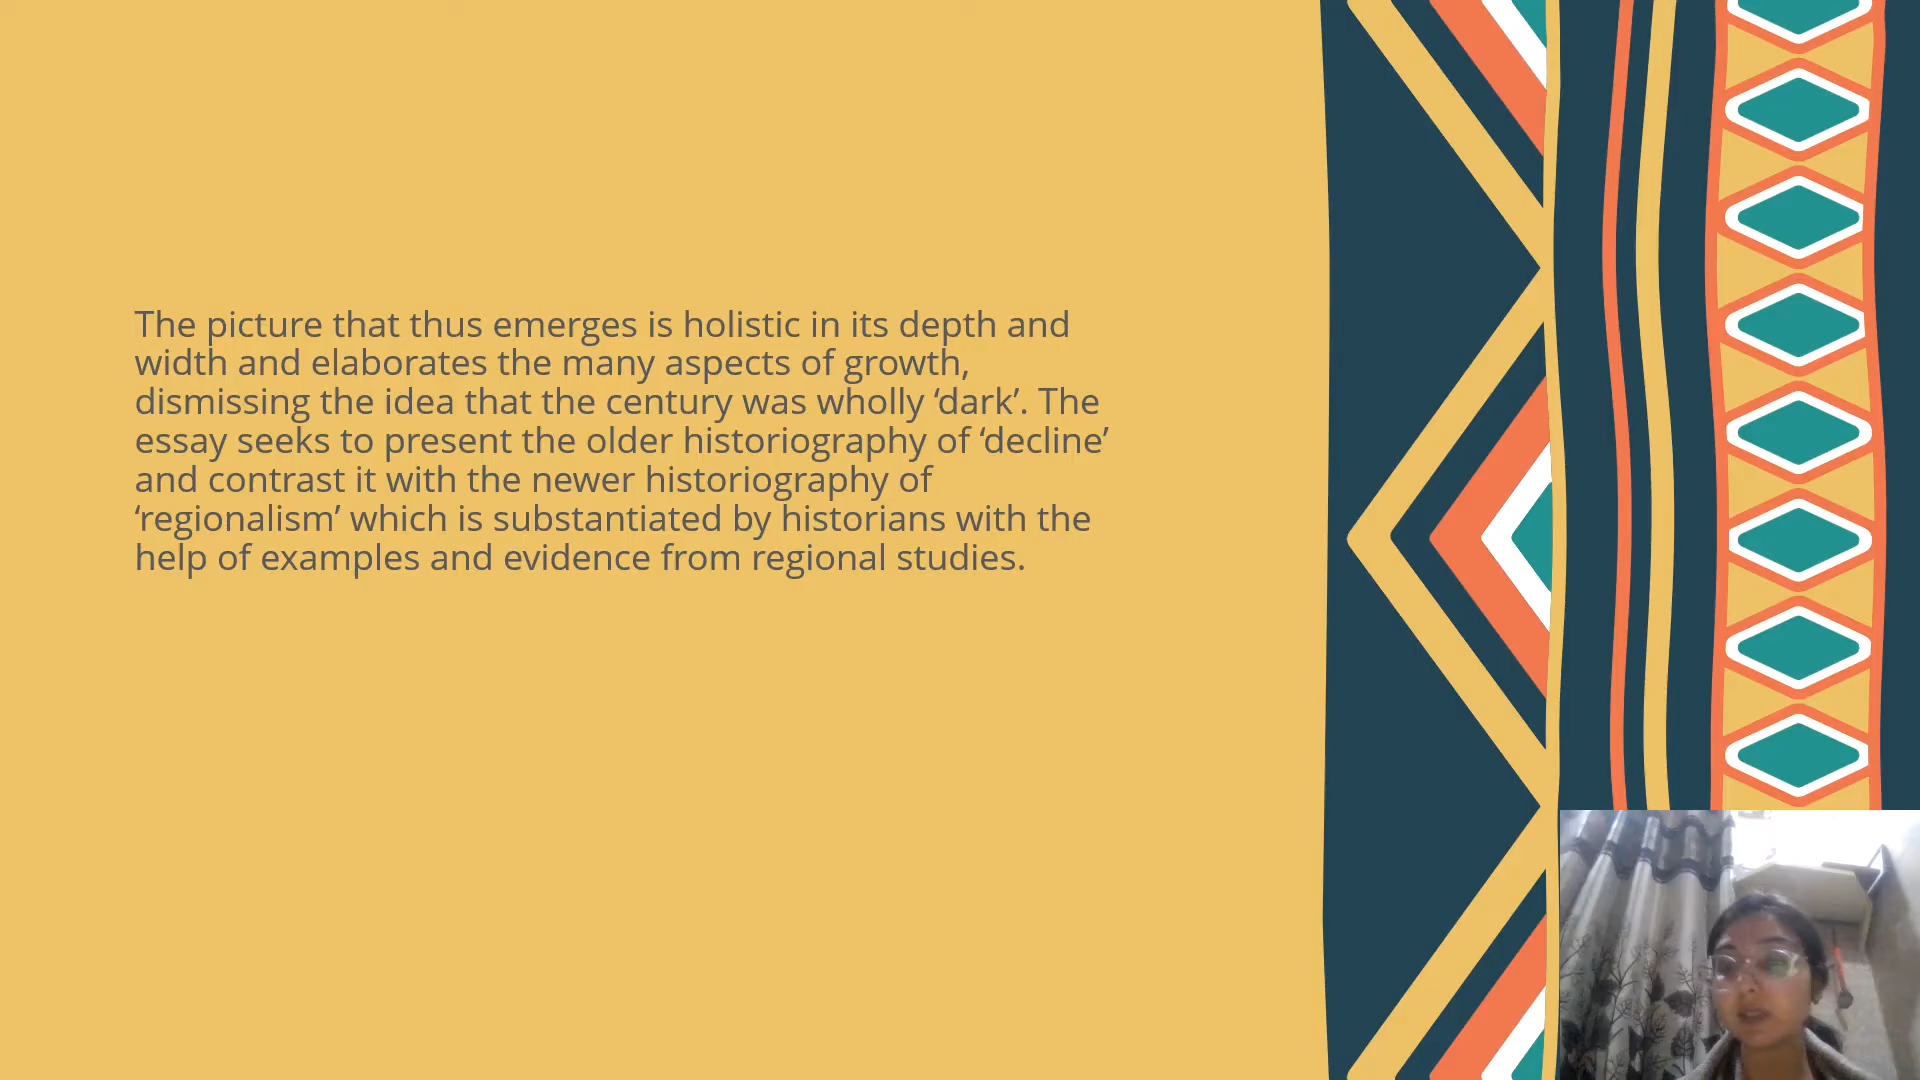 The picture that thus emerges is holistic in its depth and
width and elaborates the many aspects of growth,
dismissing the idea that the century was wholly ‘dark’. The
essay seeks to present the older historiography of ‘decline’
and contrast it with the newer historiography of
‘regionalism’ which is substantiated by historians with the
help of examples and evidence from regional studies.